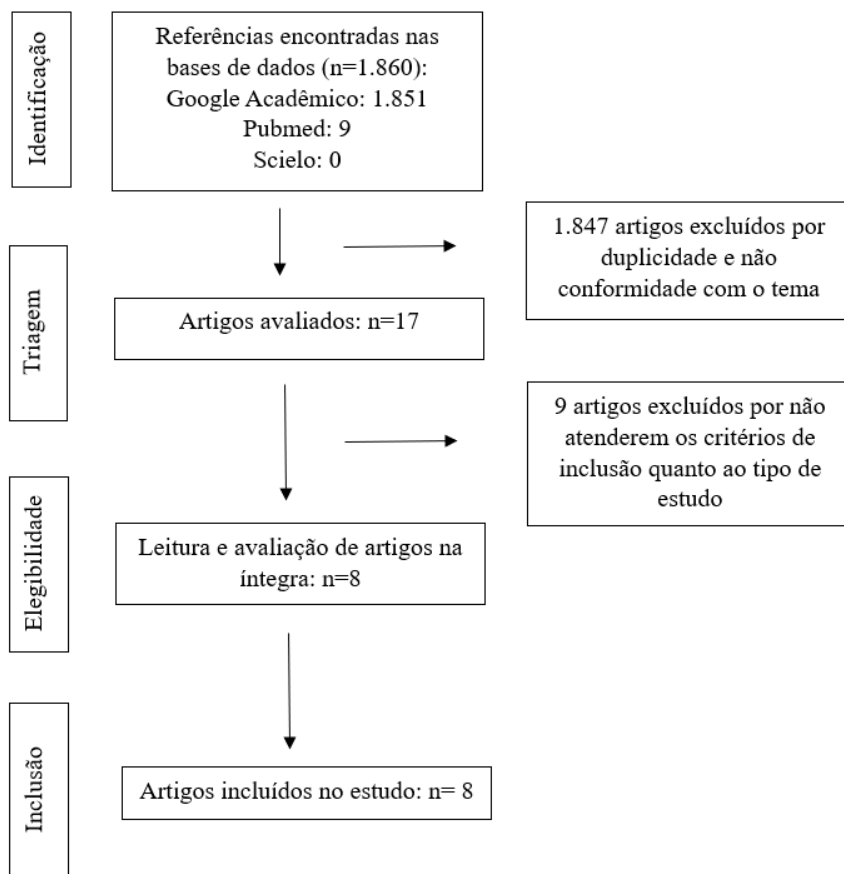 Identificação
Referências encontradas nas
bases de dados (n=1.860):
Google Acadêmico: 1.851
Pubmed: 9
Scielo: 0
1.847 artigos excluídos por
duplicidade e não
conformidade com o tema
Triagem
Artigos avaliados: n=17
9 artigos excluídos por não
atenderem os critérios de
inclusão quanto ao tipo de
estudo
Elegibilidade
Leitura e avaliação de artigos na
íntegra: n=8
Inclusão
Artigos incluídos no estudo: n= 8